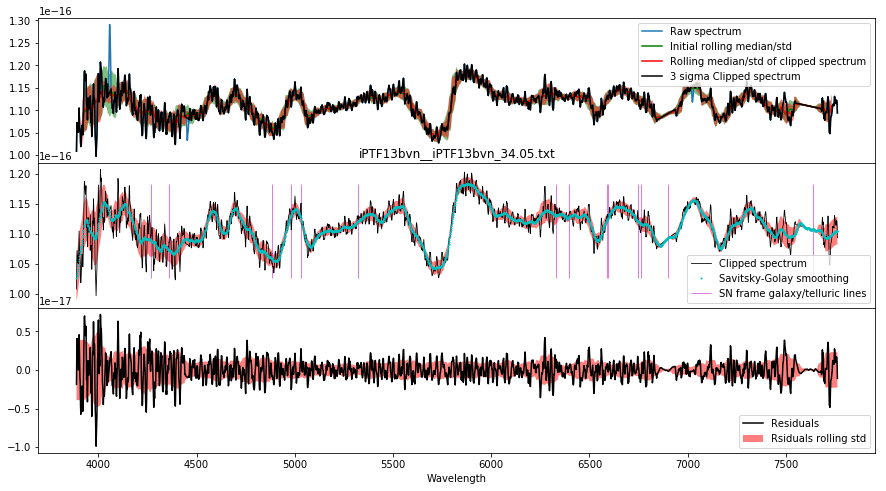 1e−16
1.30
1.25
1.20
1.15
1.10
1.05
1.00
Raw spectrum
Initial rolling median/std
Rolling median/std of clipped spectrum
3 sigma Clipped spectrum
1e−16
iPTF13bvn__iPTF13bvn_34.05.txt
1.20
1.15
1.10
1.05
1.00
Clipped spectrum
Savitsky-Golay smoothing
SN frame galaxy/telluric lines
1e−17
0.5
0.0
−0.5
−1.0
Residuals
Rsiduals rolling std
4000 4500 5000 5500 6000 6500 7000 7500
Wavelength